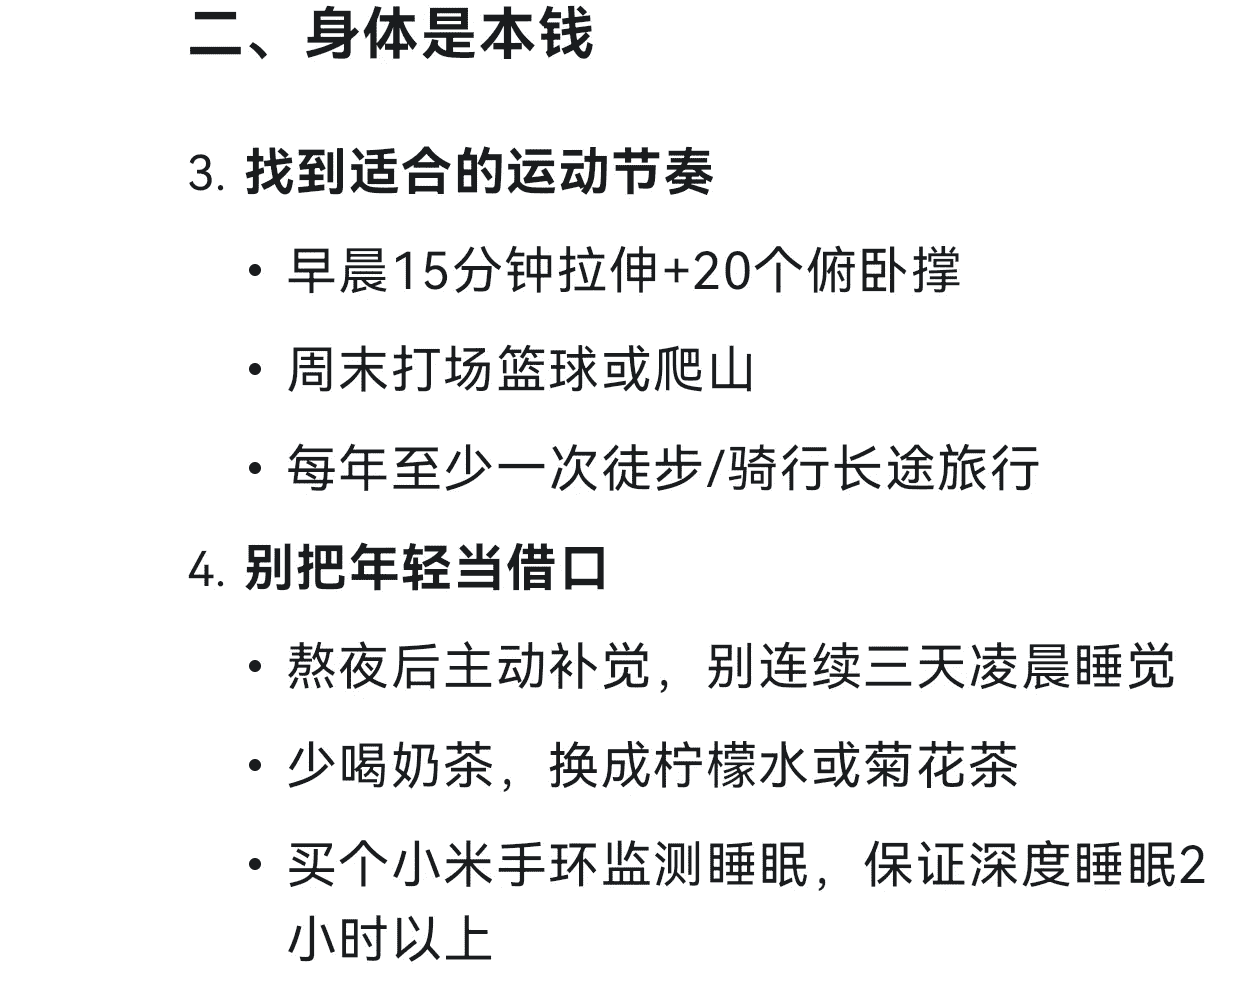 二、身体是本钱
3. 找到适合的运动节奏
• 早晨15分钟拉伸+20个俯卧撑
• 周末打场篮球或爬山
• 每年至少一次徒步/骑行长途旅行
4. 别把年轻当借口
• 熬夜后主动补觉，别连续三天凌晨睡觉
• 少喝奶茶，换成柠檬水或菊花茶
• 买个小米手环监测睡眠，保证深度睡眠2
小时以上